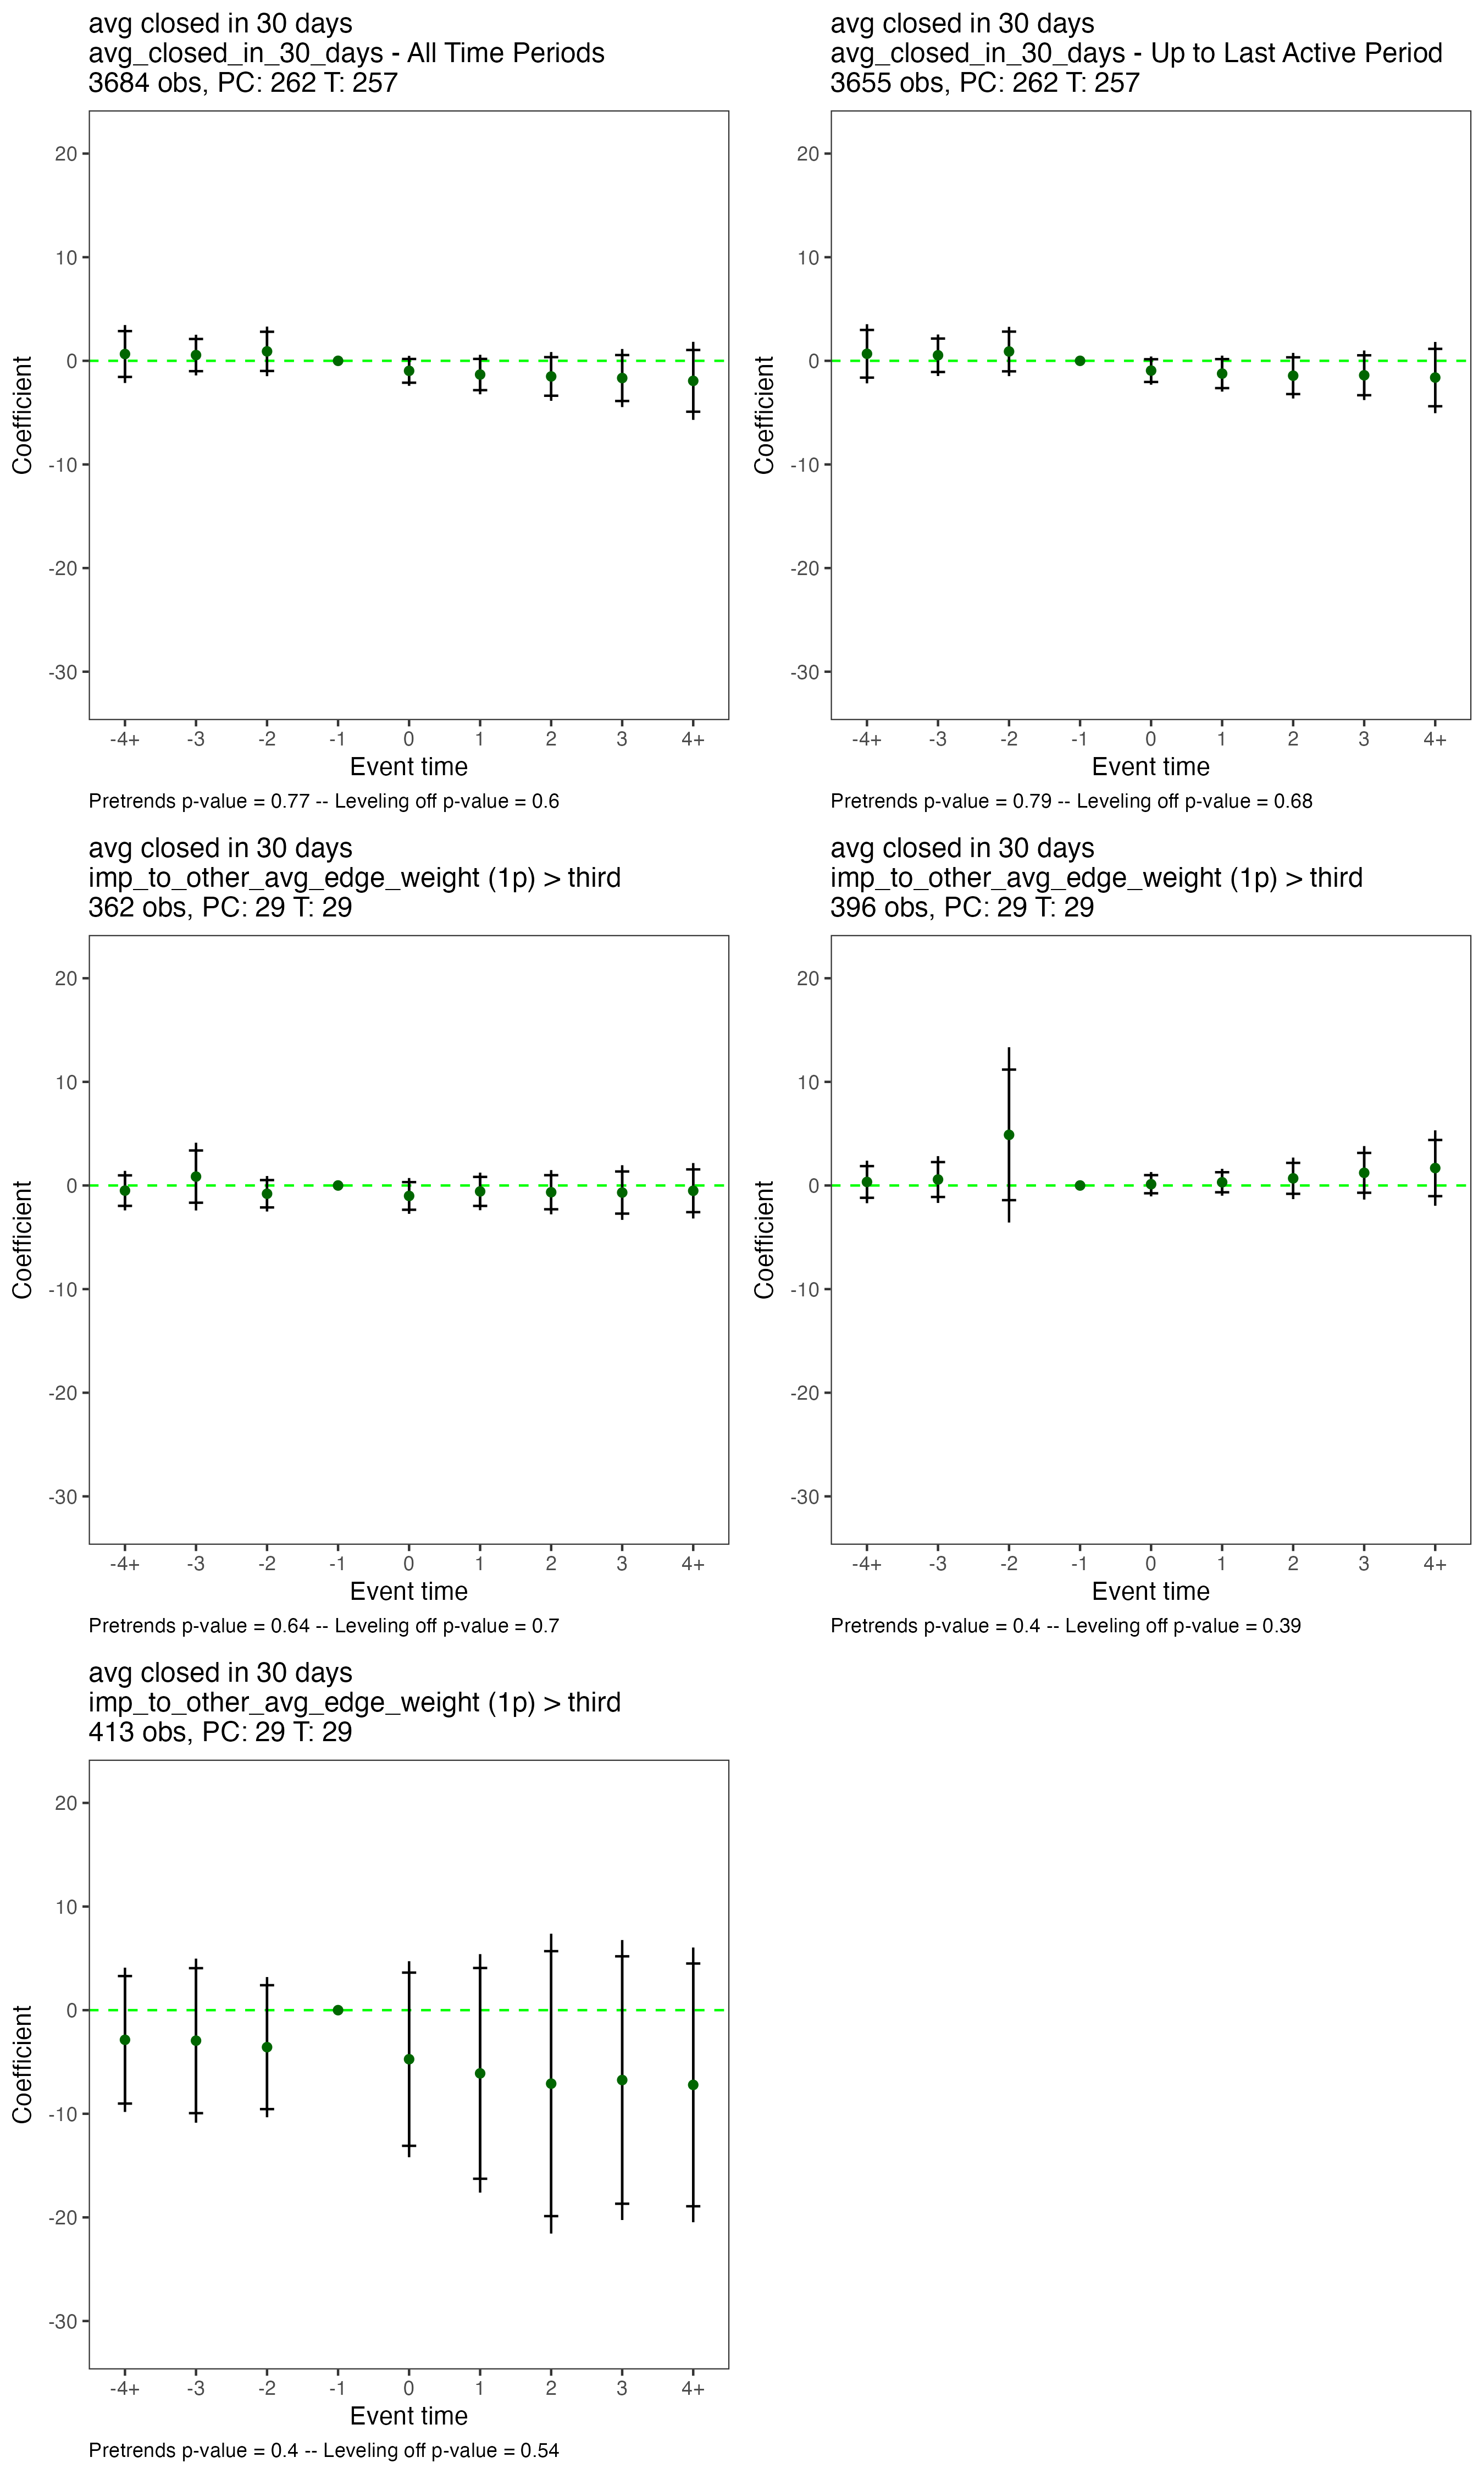 avg closed in 30 days
avg_closed_in_30_days - All Time Periods
3684 obs, PC: 262 T: 257
20
10
0
-10
-20
-30
Coefficient
-4+ -3 -2 -1 0 1 2 3 4+
Event time
Pretrends p-value = 0.77 -- Leveling off p-value = 0.6
avg closed in 30 days
avg_closed_in_30_days - Up to Last Active Period
3655 obs, PC: 262 T: 257
20
10
0
-10
-20
-30
Coefficient
-4+ -3 -2 -1 0 1 2 3 4+
Event time
Pretrends p-value = 0.79 -- Leveling off p-value = 0.68
avg closed in 30 days
imp_to_other_avg_edge_weight (1p) > third
362 obs, PC: 29 T: 29
20
10
0
-10
-20
-30
Coefficient
-4+ -3 -2 -1 0 1 2 3 4+
Event time
Pretrends p-value = 0.64 -- Leveling off p-value = 0.7
avg closed in 30 days
imp_to_other_avg_edge_weight (1p) > third
396 obs, PC: 29 T: 29
20
10
0
-10
-20
-30
Coefficient
-4+ -3 -2 -1 0 1 2 3 4+
Event time
Pretrends p-value = 0.4 -- Leveling off p-value = 0.39
avg closed in 30 days
imp_to_other_avg_edge_weight (1p) > third
413 obs, PC: 29 T: 29
20
10
0
-10
-20
-30
Coefficient
-4+ -3 -2 -1 0 1 2 3 4+
Event time
Pretrends p-value = 0.4 -- Leveling off p-value = 0.54